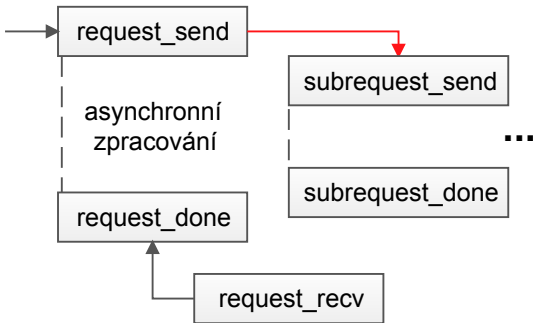 request_send
subrequest_send
asynchronní
zpracování
...
subrequest_done
request_done
request_recv